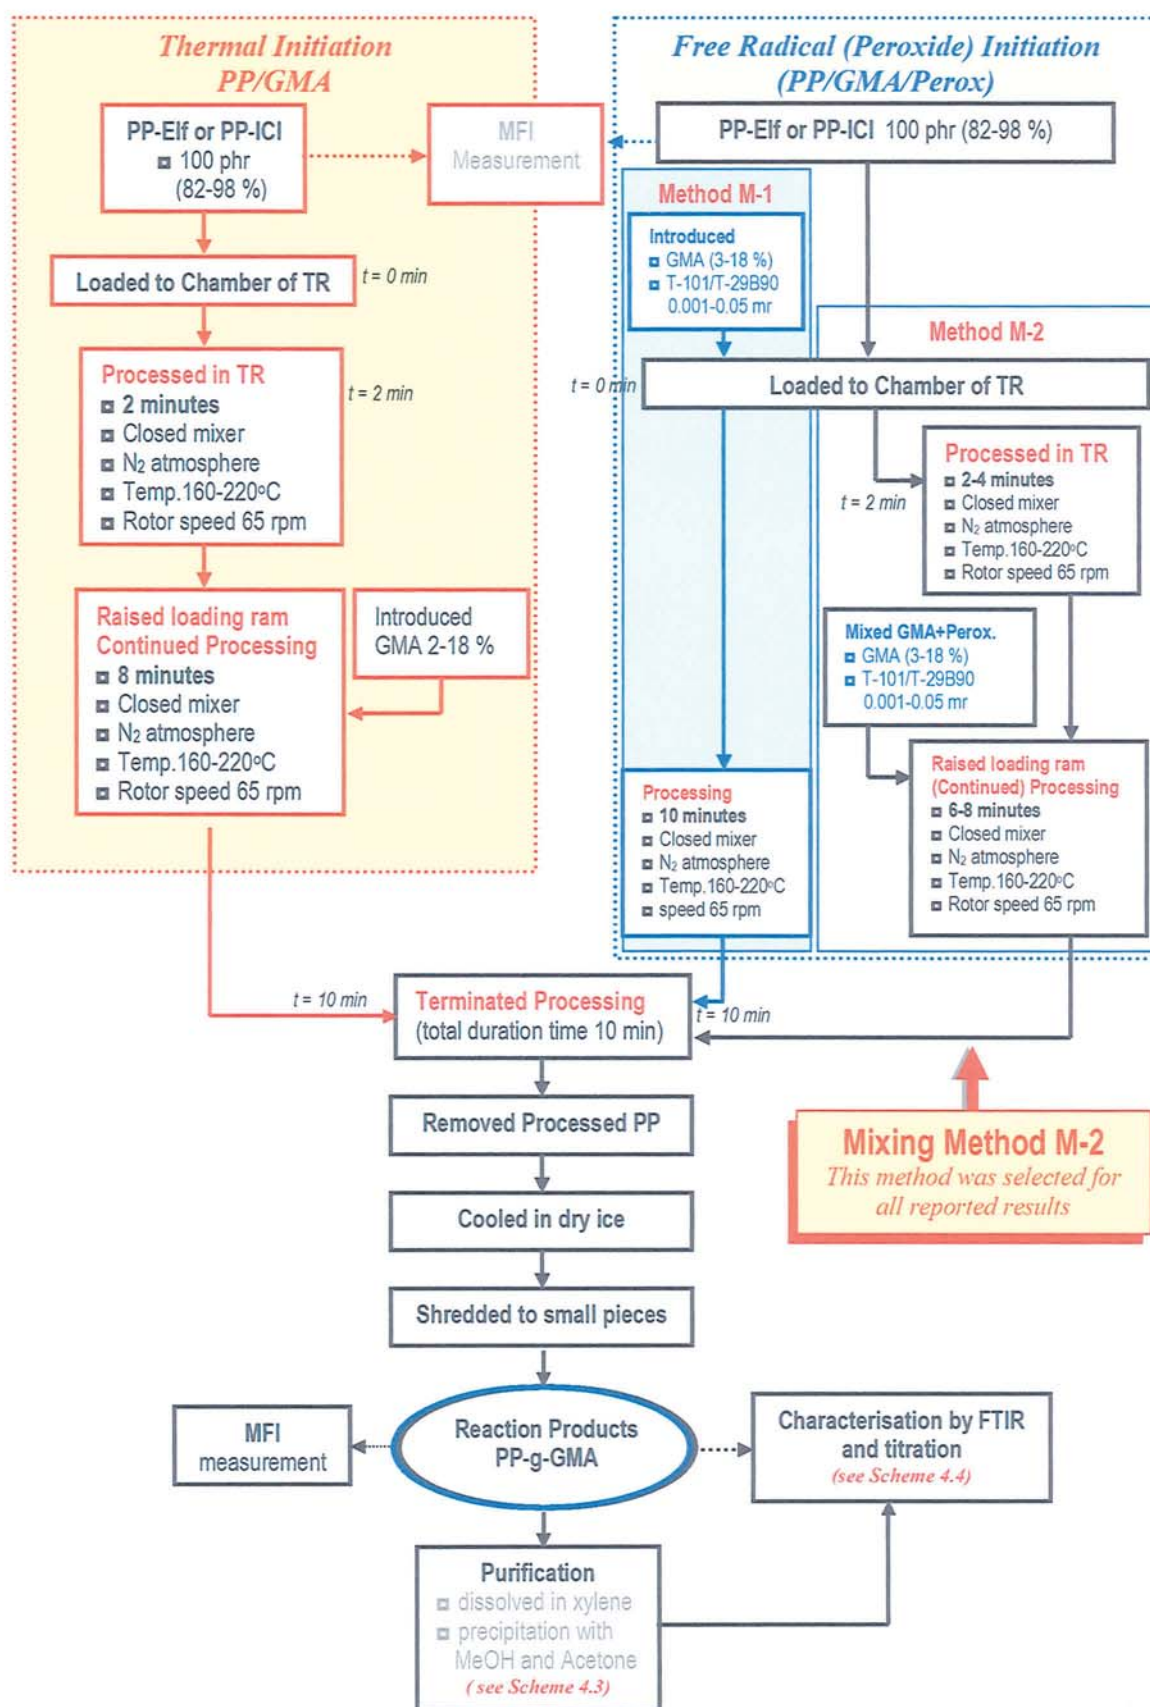 Thermal Initiation
PP/GMA
PP-Elf or PP-ICI
100 phr
(82-98 %)
MFI
Measurement
Loaded to Chamber of TR
t = 0 min
Processed in TR
2 minutes
Closed mixer
N2 atmosphere
Temp.160-220oC
Rotor speed 65 rpm
t = 2 min
Raised loading ram
Continued Processing
8 minutes
Closed mixer
N2 atmosphere
Temp.160-220oC
Rotor speed 65 rpm
Introduced
GMA 2-18 %
Free Radical (Peroxide) Initiation
(PP/GMA/Perox)
PP-Elf or PP-ICI 100 phr (82-98 %)
Method M-1
Introduced
GMA (3-18 %)
T-101/T-29B90
0.001-0.05 mr
Method M-2
t = 0 min
Loaded to Chamber of TR
Processed in TR
2-4 minutes
Closed mixer
N2 atmosphere
Temp.160-220oC
Rotor speed 65 rpm
t = 2 min
Mixed GMA+Perox.
GMA (3-18 %)
T-101/T-29B90
0.001-0.05 mr
Processing
10 minutes
Closed mixer
N2 atmosphere
Temp.160-220oC
speed 65 rpm
Raised loading ram
(Continued) Processing
6-8 minutes
Closed mixer
N2 atmosphere
Temp.160-220oC
Rotor speed 65 rpm
t = 10 min
Terminated Processing
(total duration time 10 min)
t = 10 min
Removed Processed PP
Mixing Method M-2
This method was selected for
all reported results
Cooled in dry ice
Shredded to small pieces
MFI
measurement
Reaction Products
PP-g-GMA
Characterisation by FTIR
and titration
(see Scheme 4.4)
Purification
dissolved in xylene
precipitation with
MeOH and Acetone
( see Scheme 4.3)